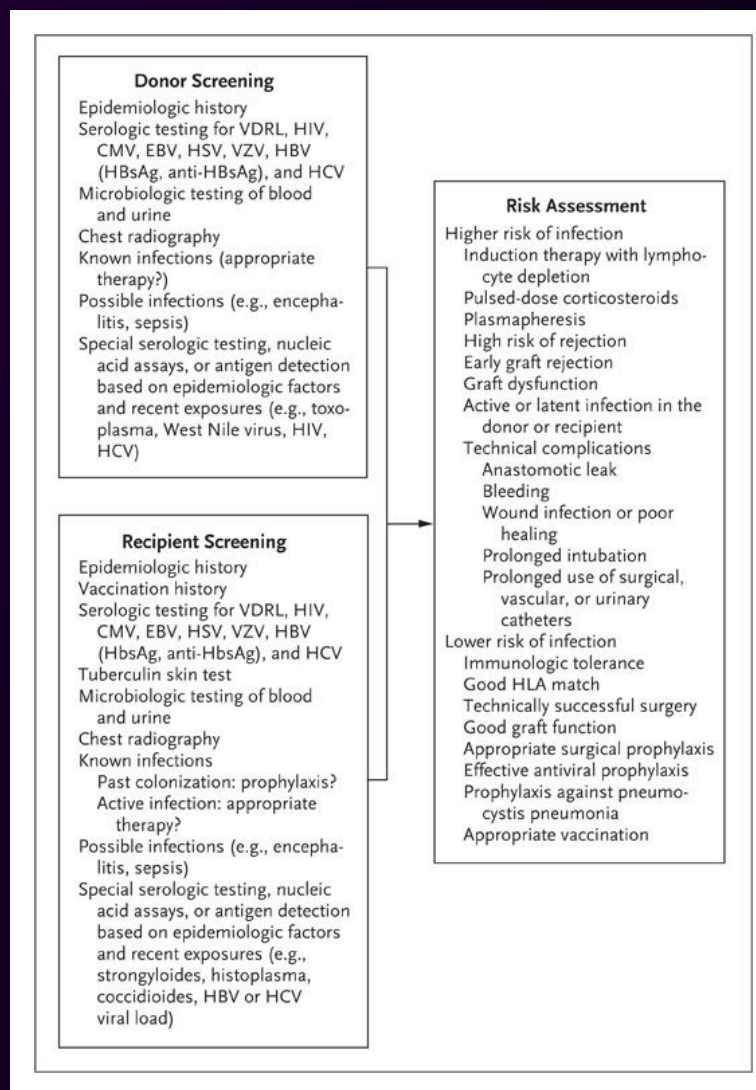 Donor Screening
Epidemiologic history
Serologic testing for VDRL, HIV,
CMV, EBV, HSV, VZV, HBV
(HBsAg, anti-HBsAg), and HCV
Microbiologic testing of blood
and urine
Chest radiography
Known infections (appropriate
therapy?)
Possible infections (e.g., encepha-
litis, sepsis)
Special serologic testing, nucleic
acid assays, or antigen detection
based on epidemiologic factors
and recent exposures (e.g., toxo-
plasma, West Nile virus, HIV,
HCV)
Recipient Screening
Epidemiologic history
Vaccination history
Serologic testing for VDRL, HIV,
CMV, EBV, HSV, VZV, HBV
(HbsAg, anti-HbsAg), and HCV
Tuberculin skin test
Microbiologic testing of blood
and urine
Chest radiography
Known infections
Past colonization: prophylaxis?
Active infection: appropriate
therapy?
Possible infections (e.g., encepha-
litis, sepsis)
Special serologic testing, nucleic
acid assays, or antigen detection
based on epidemiologic factors
and recent exposures (e.g.,
strongyloides, histoplasma,
coccidioides, HBV or HCV
viral load)
Risk Assessment
Higher risk of infection
Induction therapy with lympho-
cyte depletion
Pulsed-dose corticosteroids
Plasmapheresis
High risk of rejection
Early graft rejection
Graft dysfunction
Active or latent infection in the
donor or recipient
Technical complications
Anastomotic leak
Bleeding
Wound infection or poor
healing
Prolonged intubation
Prolonged use of surgical,
vascular, or urinary
catheters
Lower risk of infection
Immunologic tolerance
Good HLA match
Technically successful surgery
Good graft function
Appropriate surgical prophylaxis
Effective antiviral prophylaxis
Prophylaxis against pneumo-
cystis pneumonia
Appropriate vaccination